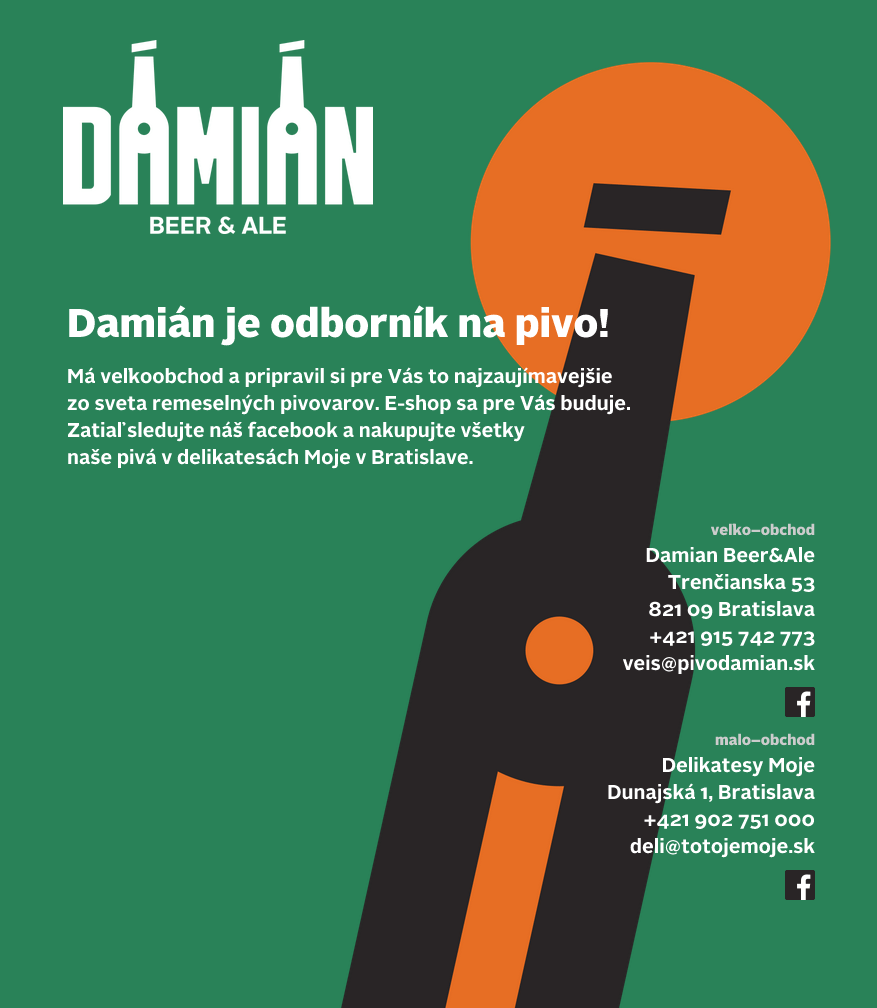 DÁMIÁN
BEER & ALE
Damián je odborník na pivo!
Má veľkoobchod a pripravil si pre Vás to najzaujímavejšie
zo sveta remeselných pivovarov. E-shop sa pre Vás buduje.
Zatiaľ sledujte náš facebook a nakupujte všetky
naše pivá v delikatesách Moje v Bratislave.
veľko–obchod
Damian Beer&Ale
Trenčianska 53
821 09 Bratislava
+421 915 742 773
veis@pivodamian.sk
malo–obchod
Delikatesy Moje
Dunajská 1, Bratislava
+421 902 751 000
deli@totojemoje.sk